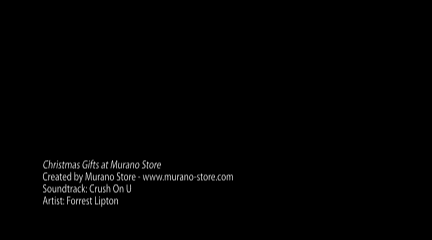 Christmas Gifts at Murano Store
Created by Murano Store - www.murano-store.com
Soundtrack: Crush On U
Artist: Forrest Lipton